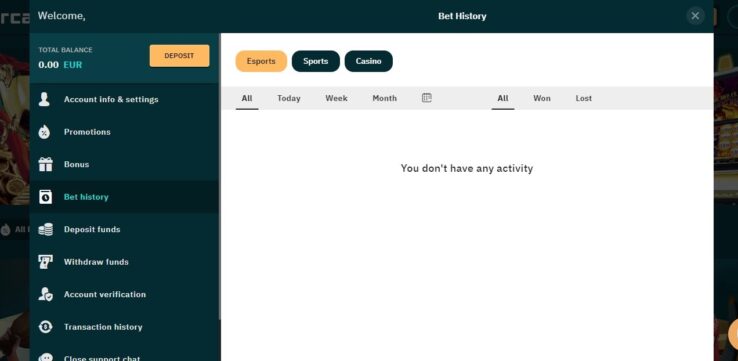 Welcome,
Bet History
TOTAL BALANCE
0.00 EUR
DEPOSIT
Account info & settings
Promotions
Bonus
Bet history
Deposit funds
Withdraw funds
Account verification
Transaction history
Close support chat
Esports Sports Casino
All Today Week Month All Won Lost
You don't have any activity
All